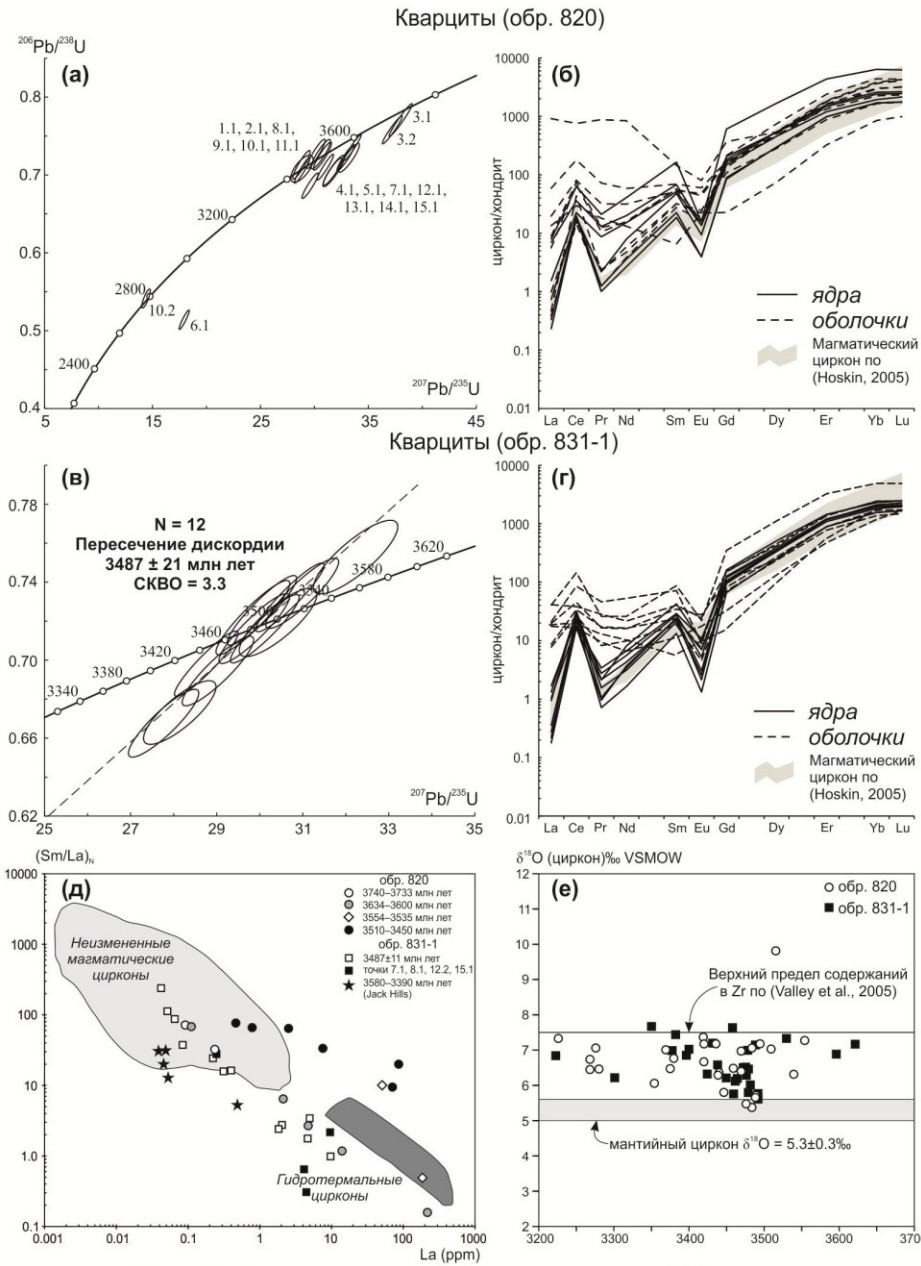 Кварциты (обр. 820)
²⁰⁶Pb/²³⁸U
(а)
0.8
0.7
0.6
0.5
0.4
3600
3200
2800
2400
3.1
3.2
1.1, 2.1, 8.1,
9.1, 10.1, 11.1
4.1, 5.1, 7.1, 12.1,
13.1, 14.1, 15.1
10.2
6.1
²⁰⁷Pb/²³⁵U
5 15 25 35 45
(б)
циркон/хондрит
10000
1000
100
10
1
0.1
0.01
ядра
оболочки
Магматический
циркон по
(Hoskin, 2005)
La Ce Pr Nd Sm Eu Gd Dy Er Yb Lu
Кварциты (обр. 831-1)
(в)
0.78
0.74
0.70
0.66
0.62
N = 12
Пересечение дискордии
3487 ± 21 млн лет
СКВО = 3.3
3340
3380
3420
3460
3500
3540
3580
3620
²⁰⁷Pb/²³⁵U
25 27 29 31 33 35
(г)
циркон/хондрит
10000
1000
100
10
1
0.1
0.01
ядра
оболочки
Магматический
циркон по
(Hoskin, 2005)
La Ce Pr Nd Sm Eu Gd Dy Er Yb Lu
(Sm/La)N
(д)
10000
1000
100
10
1.0
0.1
обр. 820
3740–3733 млн лет
3634–3600 млн лет
3554–3535 млн лет
3510–3450 млн лет
обр. 831-1
3487±11 млн лет
точки 7.1, 8.1, 12.2, 15.1
3580–3390 млн лет
(Jack Hills)
Неизмененные
магматические
цирконы
Гидротермальные
цирконы
0.001 0.01 0.1 1 10 100 1000
La (ppm)
δ¹⁸O (циркон)‰ VSMOW
(е)
12
11
10
9
8
7
6
5
4
3
2
обр. 820
обр. 831-1
Верхний предел содержаний
в Zr по (Valley et al., 2005)
мантийный циркон δ¹⁸O = 5.3±0.3‰
3200 3300 3400 3500 3600 370